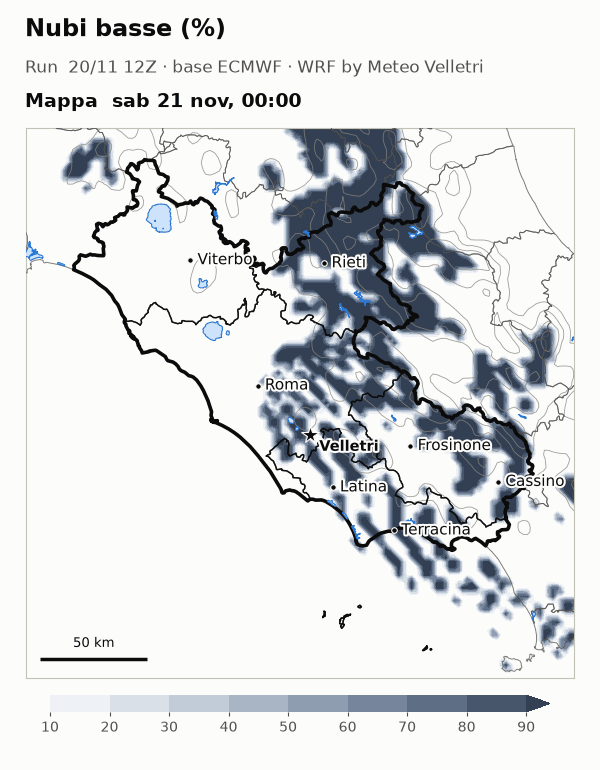 Nubi basse (%)
Run  20/11 12Z · base ECMWF · WRF by Meteo Velletri
Mappa  sab 21 nov, 00:00
Viterbo
Rieti
Roma
Velletri
Frosinone
Latina
Cassino
Terracina
50 km
10 20 30 40 50 60 70 80 90